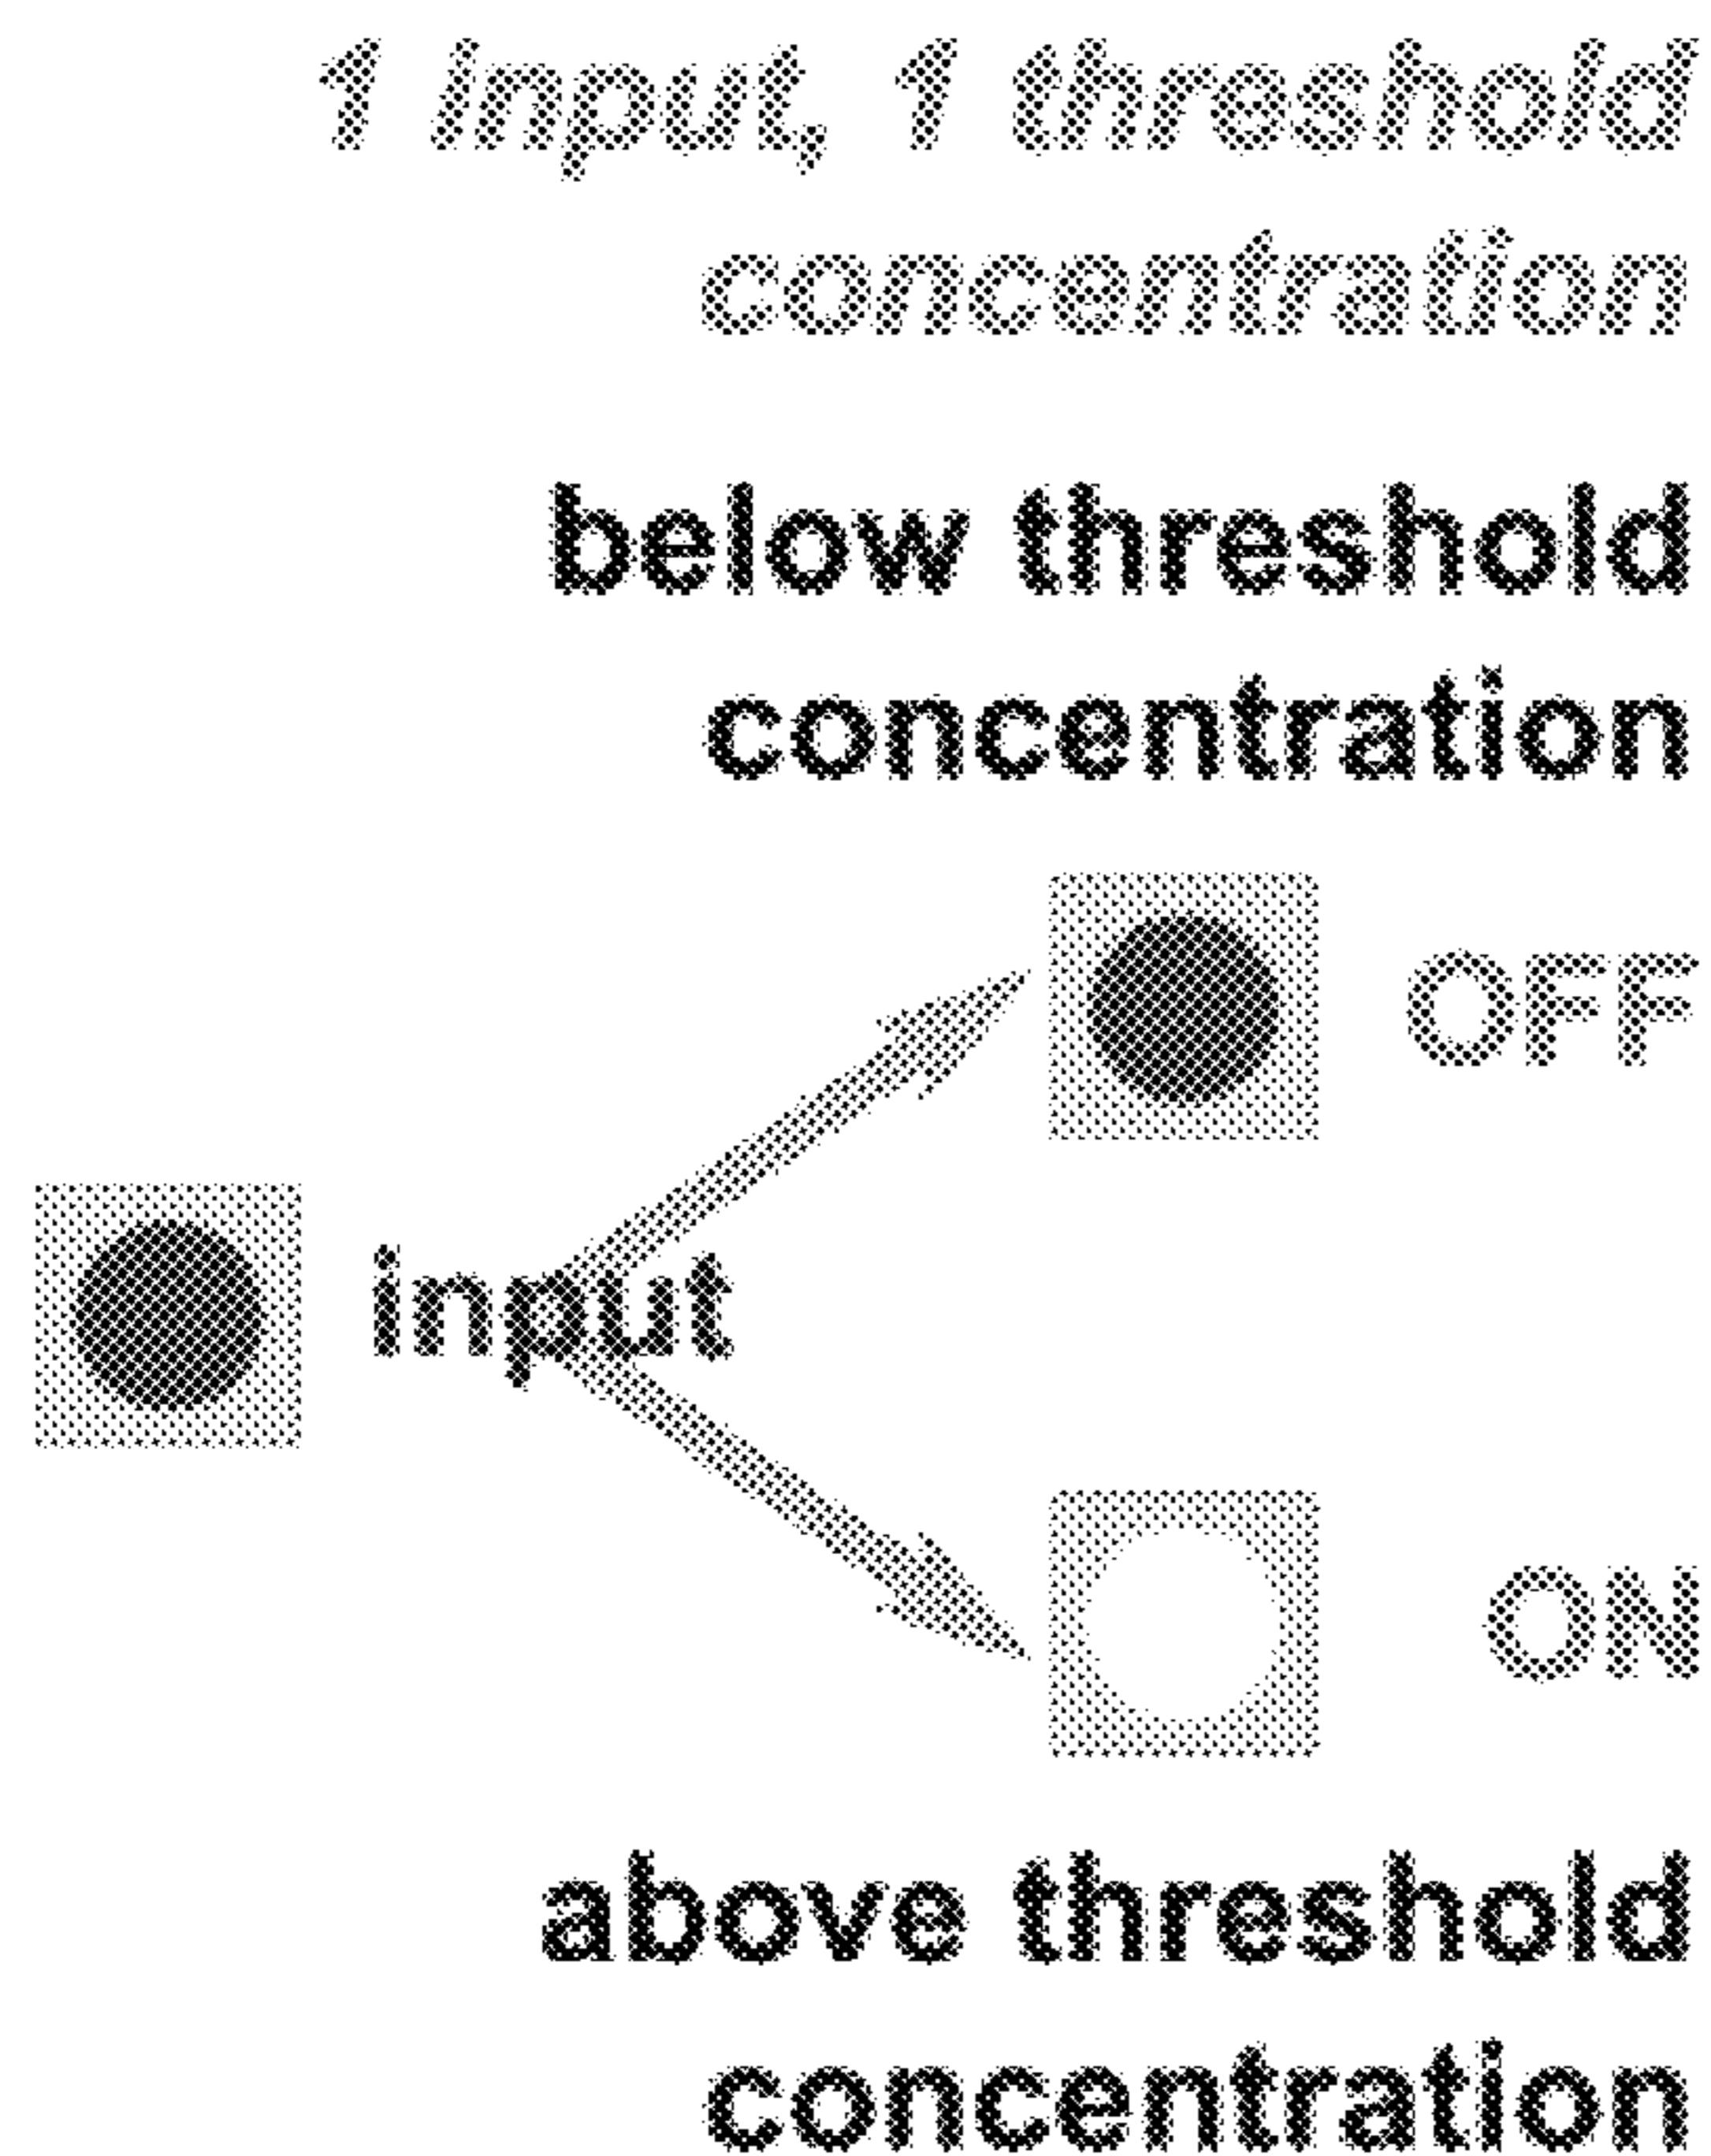 1 input, 1 threshold
concentration
below threshold
concentration
OFF
input
ON
above threshold
concentration